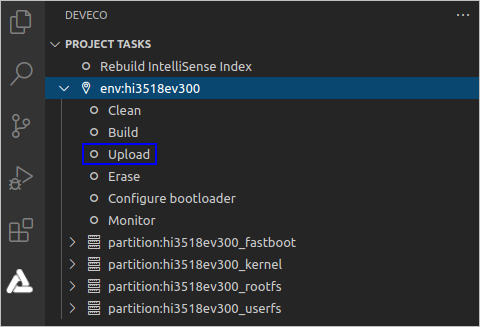 DEVECO
PROJECT TASKS
Rebuild IntelliSense Index
env:hi3518ev300
Clean
Build
Upload
Erase
Configure bootloader
Monitor
partition:hi3518ev300_fastboot
partition:hi3518ev300_kernel
partition:hi3518ev300_rootfs
partition:hi3518ev300_userfs